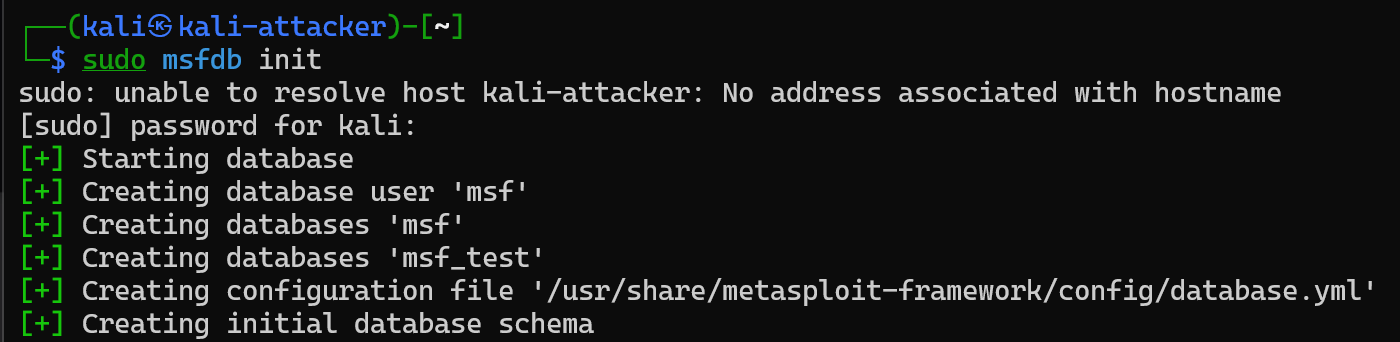 ┌──(kali㉿kali-attacker)-[~]
└─$ sudo msfdb init
sudo: unable to resolve host kali-attacker: No address associated with hostname
[sudo] password for kali:
[+] Starting database
[+] Creating database user 'msf'
[+] Creating databases 'msf'
[+] Creating databases 'msf_test'
[+] Creating configuration file '/usr/share/metasploit-framework/config/database.yml'
[+] Creating initial database schema